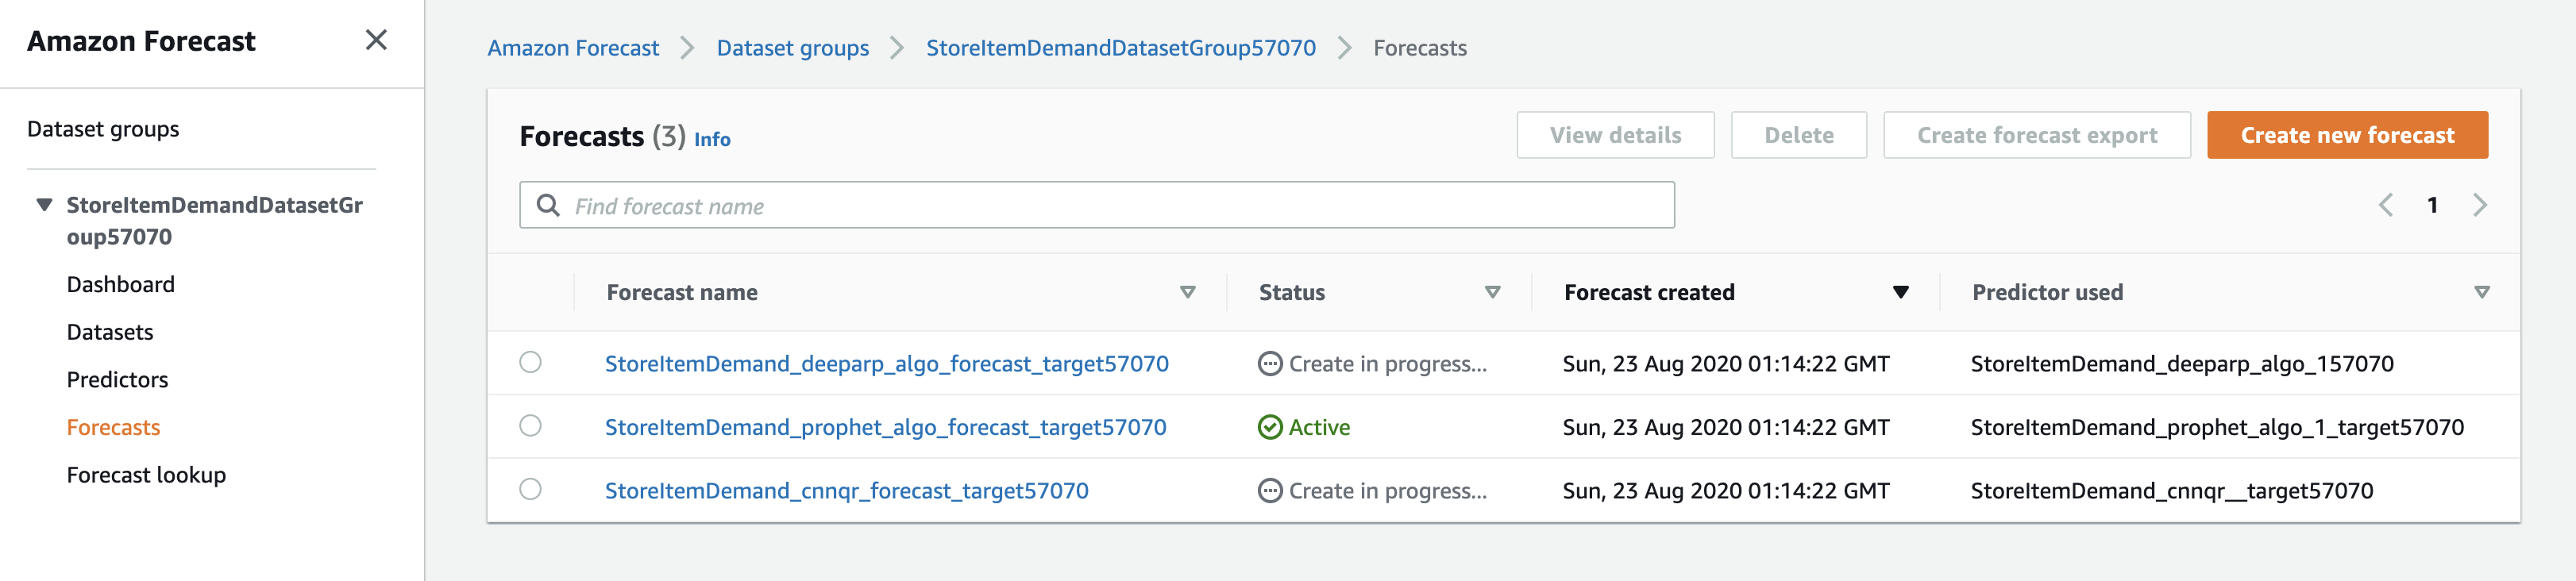 Amazon Forecast
Dataset groups
StoreItemDemandDatasetGr
oup57070
Dashboard
Datasets
Predictors
Forecasts
Forecast lookup
Amazon Forecast > Dataset groups > StoreItemDemandDatasetGroup57070 > Forecasts
Forecasts (3) Info View details Delete Create forecast export Create new forecast
Find forecast name 1
Forecast name Status Forecast created Predictor used
StoreItemDemand_deeparp_algo_forecast_target57070 Create in progress... Sun, 23 Aug 2020 01:14:22 GMT StoreItemDemand_deeparp_algo_157070
StoreItemDemand_prophet_algo_forecast_target57070 Active Sun, 23 Aug 2020 01:14:22 GMT StoreItemDemand_prophet_algo_1_target57070
StoreItemDemand_cnnqr_forecast_target57070 Create in progress... Sun, 23 Aug 2020 01:14:22 GMT StoreItemDemand_cnnqr__target57070